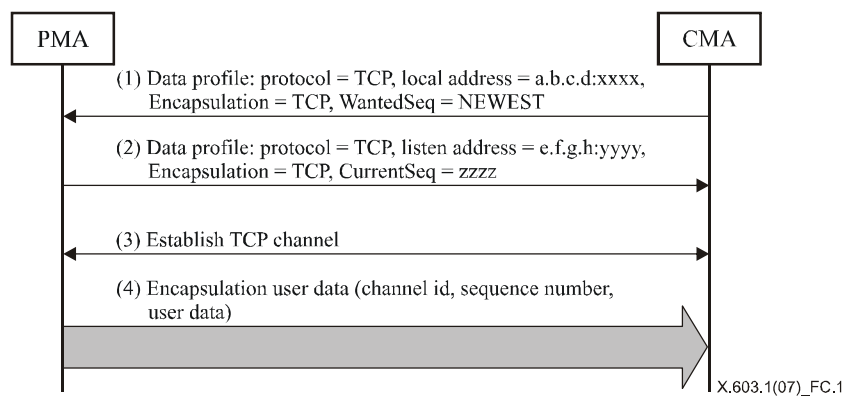 PMA
CMA
(1) Data profile: protocol = TCP, local address = a.b.c.d:xxxx,
Encapsulation = TCP, WantedSeq = NEWEST
(2) Data profile: protocol = TCP, listen address = e.f.g.h:yyyy,
Encapsulation = TCP, CurrentSeq = zzzz
(3) Establish TCP channel
(4) Encapsulation user data (channel id, sequence number,
user data)
X.603.1(07)_FC.1